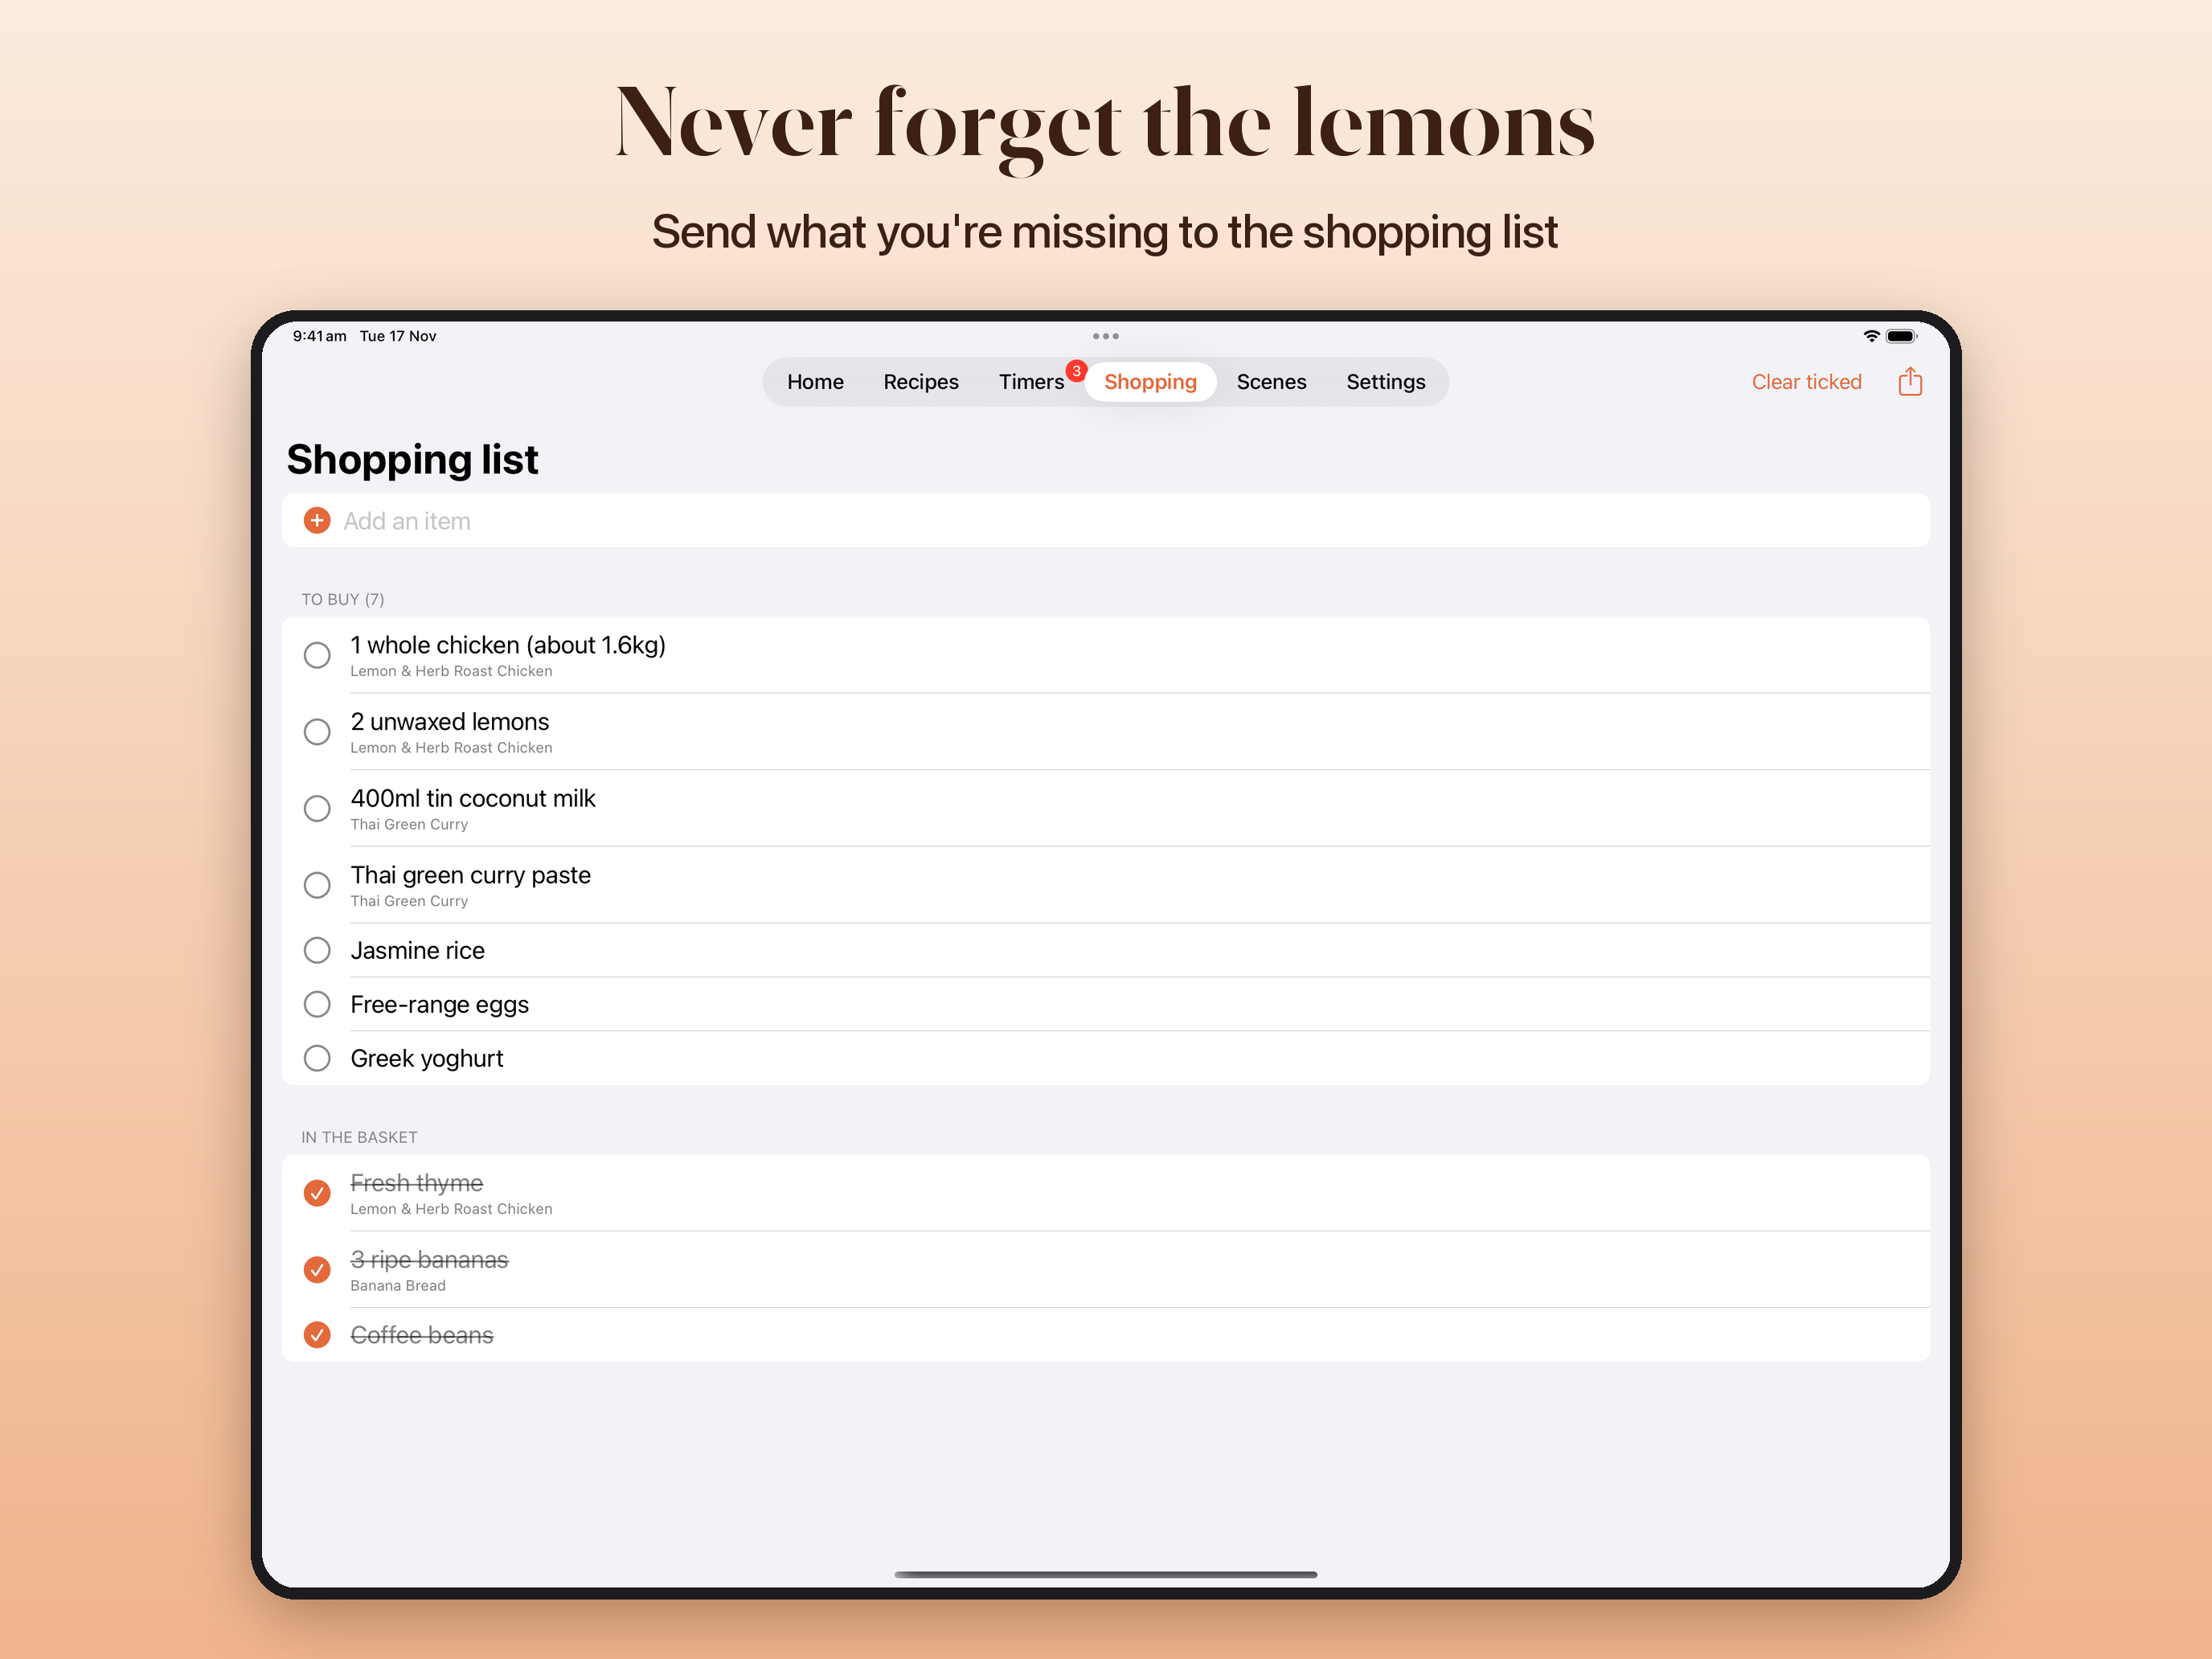 Never forget the lemons
Send what you're missing to the shopping list
9:41 am Tue 17 Nov
Home Recipes Timers 3 Shopping Scenes Settings Clear ticked
Shopping list
Add an item
TO BUY (7)
1 whole chicken (about 1.6kg)
Lemon & Herb Roast Chicken
2 unwaxed lemons
Lemon & Herb Roast Chicken
400ml tin coconut milk
Thai Green Curry
Thai green curry paste
Thai Green Curry
Jasmine rice
Free-range eggs
Greek yoghurt
IN THE BASKET
Fresh thyme
Lemon & Herb Roast Chicken
3 ripe bananas
Banana Bread
Coffee beans